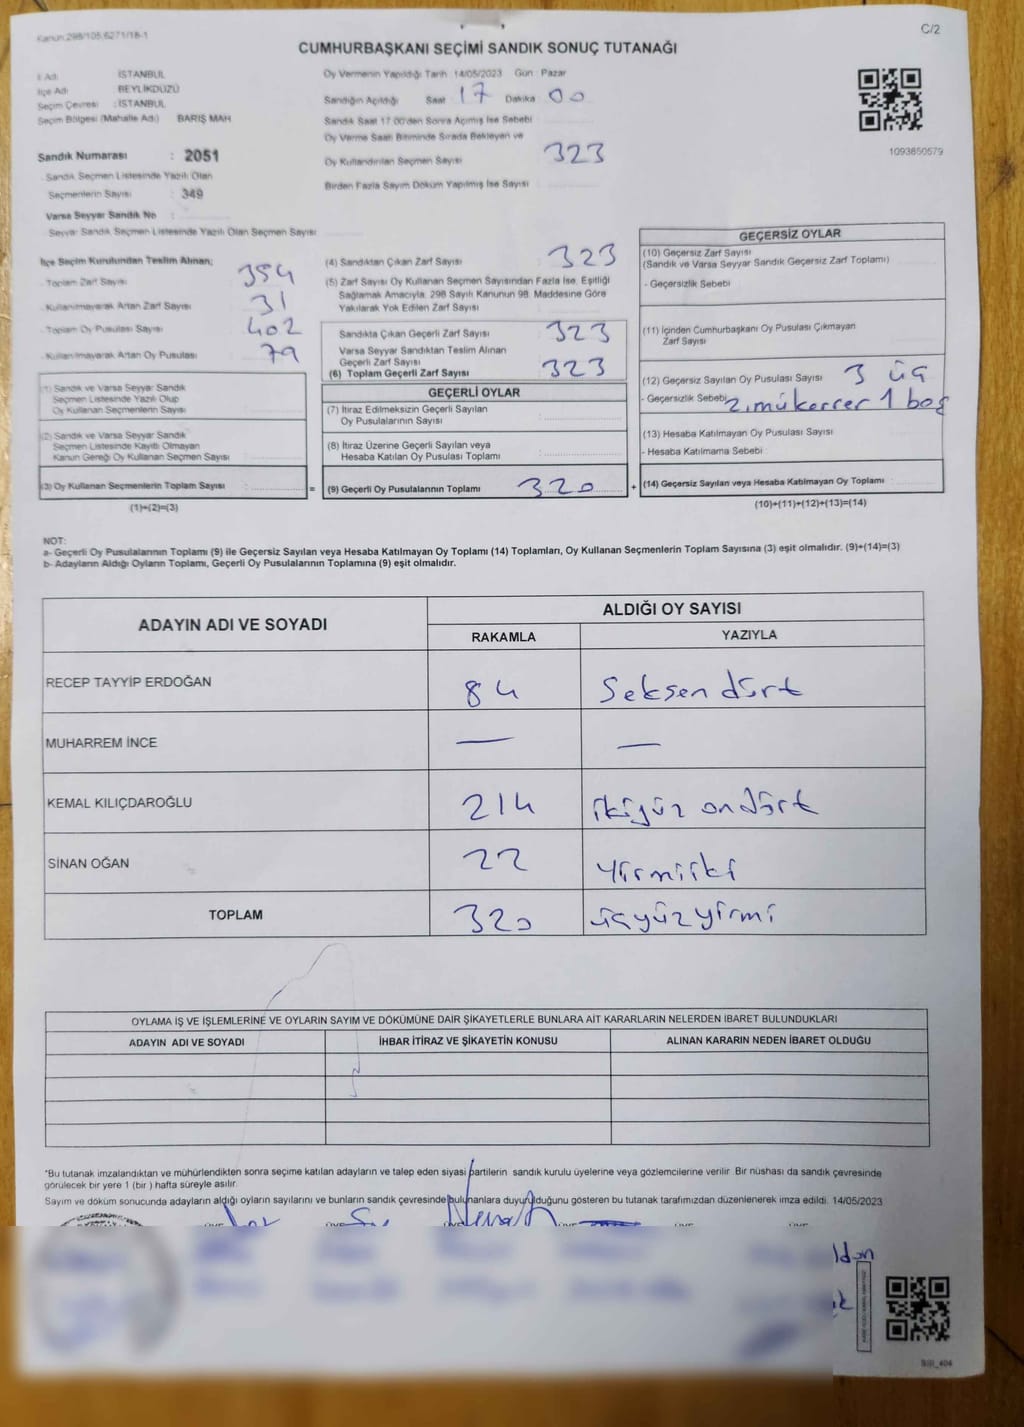 Kanun:298/105,6271/18-1
C/2
CUMHURBAŞKANI SEÇİMİ SANDIK SONUÇ TUTANAĞI
İl Adı : İSTANBUL
İlçe Adı : BEYLİKDÜZÜ
Seçim Çevresi : İSTANBUL
Seçim Bölgesi (Mahalle Adı) BARIŞ MAH
Sandık Numarası : 2051
Sandık Seçmen Listesinde Yazılı Olan
Seçmenlerin Sayısı : 349
Varsa Seyyar Sandık No :
Seyyar Sandık Seçmen Listesinde Yazılı Olan Seçmen Sayısı:
Oy Vermenin Yapıldığı Tarih 14/05/2023 Gün Pazar
Sandığın Açıldığı Saat 17 Dakika 00
Sandık Saat 17.00'den Sonra Açılmış İse Sebebi
Oy Verme Saati Bitiminde Sırada Bekleyen ve
Oy Kullandırılan Seçmen Sayısı 323
Birden Fazla Sayım Döküm Yapılmış İse Sayısı
1093850579
İlçe Seçim Kurulundan Teslim Alınan;
Toplam Zarf Sayısı : 354
Kullanılmayarak Artan Zarf Sayısı : 31
Toplam Oy Pusulası Sayısı : 402
Kullanılmayarak Artan Oy Pusulası : 79
(1) Sandık ve Varsa Seyyar Sandık
Seçmen Listesinde Yazılı Olup
Oy Kullanan Seçmenlerin Sayısı :
(2) Sandık ve Varsa Seyyar Sandık
Seçmen Listesinde Kayıtlı Olmayan
Kanun Gereği Oy Kullanan Seçmen Sayısı :
(3) Oy Kullanan Seçmenlerin Toplam Sayısı :
(1)+(2)=(3)
(4) Sandıktan Çıkan Zarf Sayısı : 323
(5) Zarf Sayısı Oy Kullanan Seçmen Sayısından Fazla İse, Eşitliği
Sağlamak Amacıyla, 298 Sayılı Kanunun 98. Maddesine Göre
Yakılarak Yok Edilen Zarf Sayısı :
Sandıkta Çıkan Geçerli Zarf Sayısı : 323
Varsa Seyyar Sandıktan Teslim Alınan
Geçerli Zarf Sayısı :
(6) Toplam Geçerli Zarf Sayısı : 323
GEÇERLİ OYLAR
(7) İtiraz Edilmeksizin Geçerli Sayılan
Oy Pusulalarının Sayısı :
(8) İtiraz Üzerine Geçerli Sayılan veya
Hesaba Katılan Oy Pusulası Toplamı :
= (9) Geçerli Oy Pusulalarının Toplamı : 320
GEÇERSİZ OYLAR
(10) Geçersiz Zarf Sayısı
(Sandık ve Varsa Seyyar Sandık Geçersiz Zarf Toplamı) :
- Geçersizlik Sebebi :
(11) İçinden Cumhurbaşkanı Oy Pusulası Çıkmayan
Zarf Sayısı :
(12) Geçersiz Sayılan Oy Pusulası Sayısı : 3 üç
- Geçersizlik Sebebi 2. mükerrer 1 boş
(13) Hesaba Katılmayan Oy Pusulası Sayısı :
- Hesaba Katılmama Sebebi :
+ (14) Geçersiz Sayılan veya Hesaba Katılmayan Oy Toplamı :
(10)+(11)+(12)+(13)=(14)
NOT:
a- Geçerli Oy Pusulalarının Toplamı (9) ile Geçersiz Sayılan veya Hesaba Katılmayan Oy Toplamı (14) Toplamları, Oy Kullanan Seçmenlerin Toplam Sayısına (3) eşit olmalıdır. (9)+(14)=(3)
b- Adayların Aldığı Oyların Toplamı, Geçerli Oy Pusulalarının Toplamına (9) eşit olmalıdır.
ADAYIN ADI VE SOYADI
ALDIĞI OY SAYISI
RAKAMLA YAZIYLA
RECEP TAYYİP ERDOĞAN 84 Seksen dört
MUHARREM İNCE — —
KEMAL KILIÇDAROĞLU 214 ikiyüz ondört
SİNAN OĞAN 22 Yirmiiki
TOPLAM 320 üçyüzyirmi
OYLAMA İŞ VE İŞLEMLERİNE VE OYLARIN SAYIM VE DÖKÜMÜNE DAİR ŞİKAYETLERLE BUNLARA AİT KARARLARIN NELERDEN İBARET BULUNDUKLARI
ADAYIN ADI VE SOYADI İHBAR İTİRAZ VE ŞİKAYETİN KONUSU ALINAN KARARIN NEDEN İBARET OLDUĞU
*Bu tutanak imzalandıktan ve mühürlendikten sonra seçime katılan adayların ve talep eden siyasi partilerin sandık kurulu üyelerine veya gözlemcilerine verilir. Bir nüshası da sandık çevresinde
görülecek bir yere 1 (bir ) hafta süreyle asılır.
Sayım ve döküm sonucunda adayların aldığı oyların sayılarını ve bunların sandık çevresinde bulunanlara duyurulduğunu gösteren bu tutanak tarafımızdan düzenlenerek imza edildi. 14/05/2023